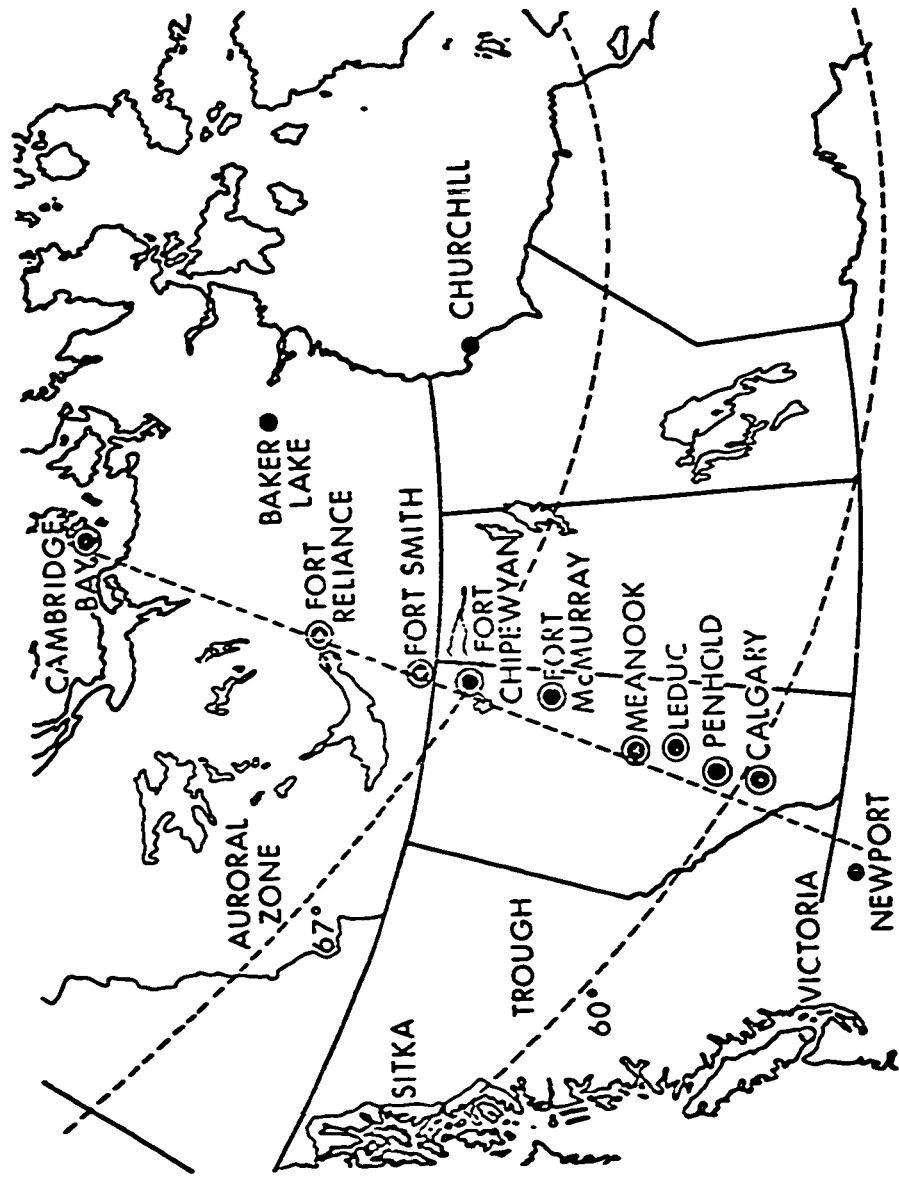 CAMBRIDGE
BAY
BAKER
LAKE
FORT
RELIANCE
AURORAL
ZONE
67°
FORT SMITH
CHURCHILL
FORT
CHIPEWYAN
FORT
McMURRAY
SITKA
TROUGH
60°
MEANOOK
LEDUC
PENHOLD
CALGARY
VICTORIA
NEWPORT